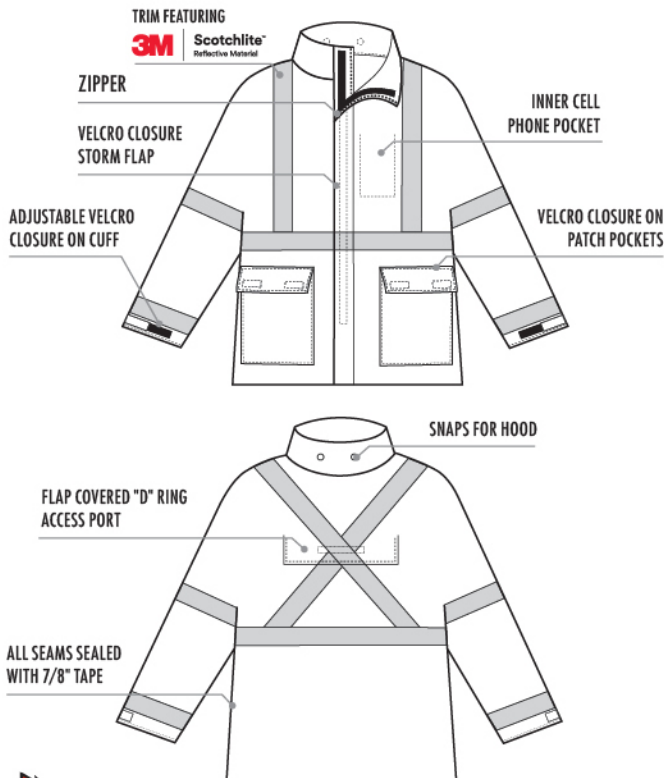 TRIM FEATURING
3M Scotchlite™
Reflective Material
ZIPPER
VELCRO CLOSURE
STORM FLAP
INNER CELL
PHONE POCKET
ADJUSTABLE VELCRO
CLOSURE ON CUFF
VELCRO CLOSURE ON
PATCH POCKETS
SNAPS FOR HOOD
FLAP COVERED "D" RING
ACCESS PORT
ALL SEAMS SEALED
WITH 7/8" TAPE